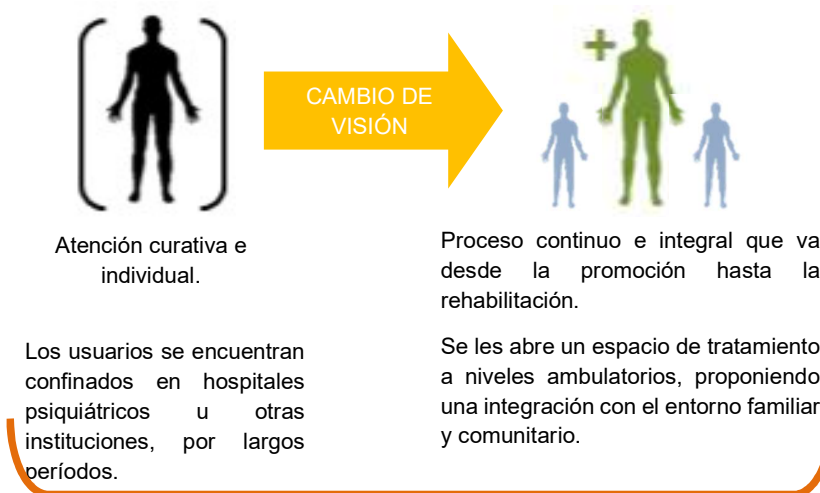 CAMBIO DE
VISIÓN
Atención curativa e
individual.
Los usuarios se encuentran
confinados en hospitales
psiquiátricos u otras
instituciones, por largos
períodos.
Proceso continuo e integral que va
desde la promoción hasta la
rehabilitación.
Se les abre un espacio de tratamiento
a niveles ambulatorios, proponiendo
una integración con el entorno familiar
y comunitario.